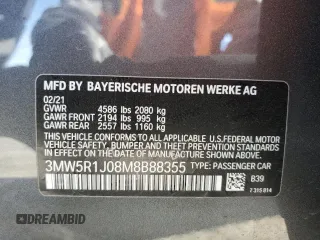 MFD BY BAYERISCHE MOTOREN WERKE AG
02/21
GVWR 4586 lbs 2080 kg
GAWR FRONT 2194 lbs 995 kg
GAWR REAR 2557 lbs 1160 kg
THIS VEHICLE CONFORMS TO ALL APPLICABLE
U.S.FEDERAL MOTOR VEHICLE SAFETY, BUMPER,
AND THEFT PREVENTION STANDARDS IN EFFECT ON
THE DATE OF MANUFACTURE SHOWN ABOVE.
3MW5R1J08M8B88355 TYPE: PASSENGER CAR
839
7 315 814
DREAMBID